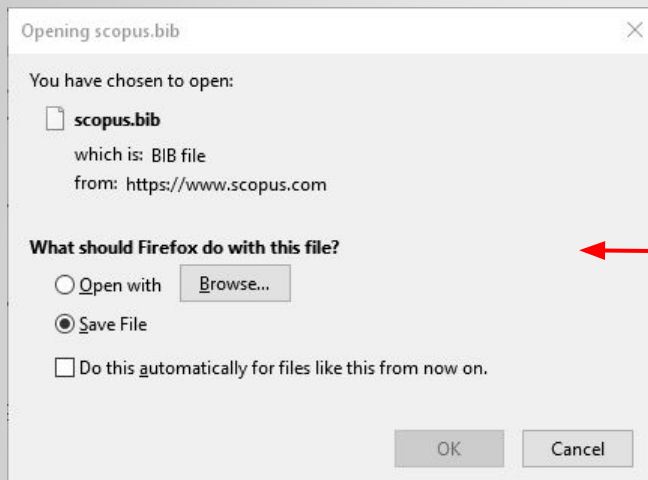 Opening scopus.bib
You have chosen to open:
scopus.bib
which is: BIB file
from: https://www.scopus.com
What should Firefox do with this file?
Open with Browse...
Save File
Do this automatically for files like this from now on.
OK Cancel